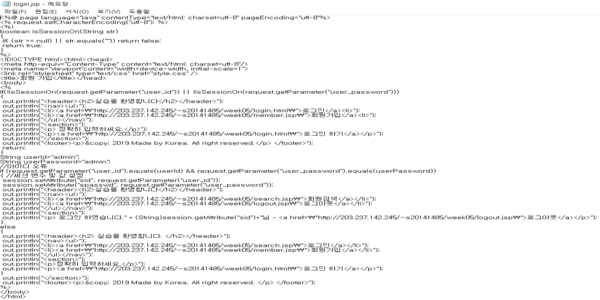 login.jsp - 메모장
파일(F) 편집(E) 서식(O) 보기(V) 도움말
<%@ page language="java" contentType="text/html; charset=utf-8" pageEncoding="utf-8"%>
<% request.setCharacterEncoding("utf-8"); %>
<%!
boolean isSessionOn(String str)
{
if( (str == null) || str.equals("")) return false;
return true;
}
%>
<!DOCTYPE html><html><head>
<meta http-equiv="Content-Type" content="text/html; charset=utf-8"/>
<meta name="viewport"content="width=device-width, initial-scale=1">
<link rel="stylesheet" type="text/css" href="style.css" />
<title>회원 가입</title></head>
<body>
<%
if(!isSessionOn(request.getParameter("user_id")) || !isSessionOn(request.getParameter("user_password")))
{
out.println("<header><h2>실습을 환영합니다</h2></header>");
out.println("<nav><ul>");
out.println("<li><a href=₩"http://203.237.142.245/~s20141485/week05/login.html₩">로그인</a></li>");
out.println("<li><a href=₩"http://203.237.142.245/~s20141485/week05/member.jsp₩">회원가입</a></li>");
out.println("</ul></nav>");
out.println("<section>");
out.println("<p> 정확히 입력하세요.</p>");
out.println("<p><a href=₩"http://203.237.142.245/~s20141485/week05/login.html₩">로그인 하기</a></p>");
out.println("</section>");
out.println("<footer><p>&copy; 2019 Made by Korea. All right reserved.</p> </footer>");
return;
}
String userId="admin";
String userPassword="admin";
//아이디 오류
if (request.getParameter("user_id").equals(userId) && request.getParameter("user_password").equals(userPassword))
{ //세션 변수 및 값 설정
session.setAttribute("sid", request.getParameter("user_id"));
session.setAttribute("spasswd", request.getParameter("user_password"));
out.println("<header><h2>실습을 환영합니다</h2></header>");
out.println("<nav><ul>");
out.println("<li><a href=₩"http://203.237.142.245/~s20141485/week05/search.jsp₩">회원검색</a></li>");
out.println("<li><a href=₩"http://203.237.142.245/~s20141485/week05/logout.jsp₩">로그아웃</a></li>");
out.println("</ul></nav>");
out.println("<section>");
out.println("<p> 로그인 하였습니다." + (String)session.getAttribute("sid")+"님 - <a href=₩"http://203.237.142.245/~s20141485/week05/logout.jsp₩">로그아웃</a></p>");
}
else
{
out.println("<header><h2> 실습을 환영합니다. </h2></header>");
out.println("<nav><ul>");
out.println("<li><a href=₩"http://203.237.142.245/~s20141485/week05/search.jsp₩">로그인</a></li>");
out.println("<li><a href=₩"http://203.237.142.245/~s20141485/week05/member.jsp₩">회원가입</a></li>");
out.println("</ul></nav>");
out.println("<section>");
out.println("<p>정확히 입력하세요.</p>");
out.println("<p><a href=₩"http://203.237.142.245/~s20141485/week05/login.html₩">로그인 하기</a></p>");
}
out.println("</section>");
out.println("<footer><p>&copy; 2019 Made by Korea. All right reserved. </p> </footer>");
%>
</body>
</html>